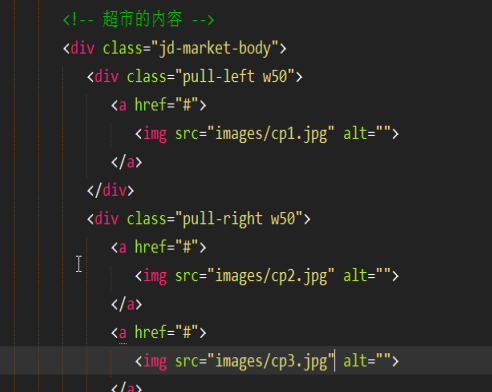 <!-- 超市的内容 -->
<div class="jd-market-body">
<div class="pull-left w50">
<a href="#">
<img src="images/cp1.jpg" alt="">
</a>
</div>
<div class="pull-right w50">
<a href="#">
<img src="images/cp2.jpg" alt="">
</a>
<a href="#">
<img src="images/cp3.jpg" alt="">
</a>